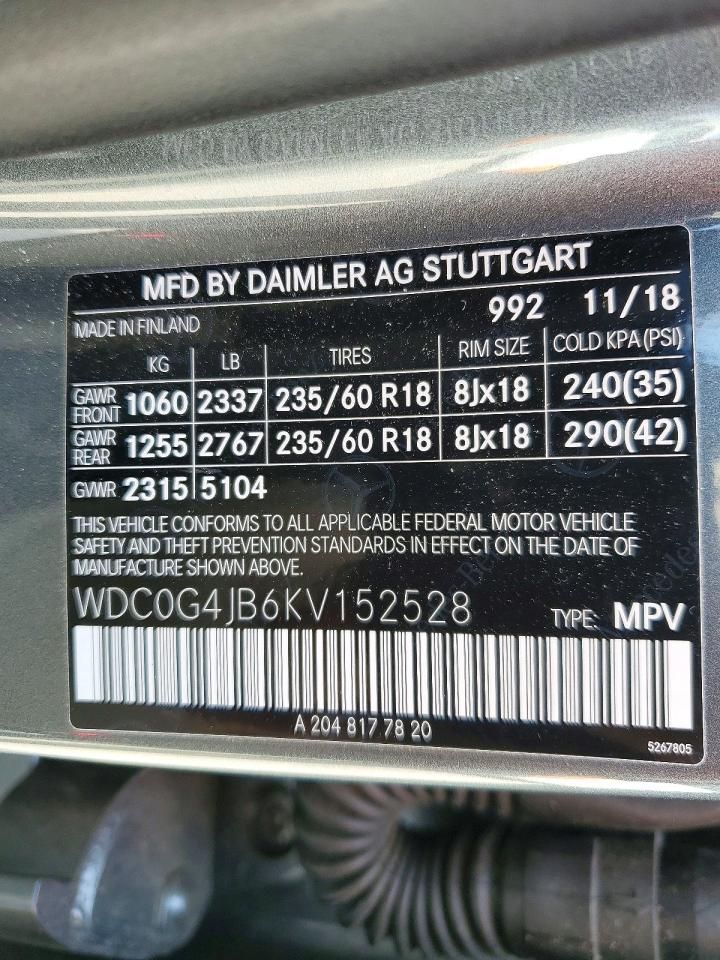 MFD BY DAIMLER AG STUTTGART
MADE IN FINLAND 992 11/18
KG LB TIRES RIM SIZE COLD KPA (PSI)
GAWR FRONT 1060 2337 235/60 R18 8Jx18 240(35)
GAWR REAR 1255 2767 235/60 R18 8Jx18 290(42)
GVWR 2315 5104
THIS VEHICLE CONFORMS TO ALL APPLICABLE FEDERAL MOTOR VEHICLE
SAFETY AND THEFT PREVENTION STANDARDS IN EFFECT ON THE DATE OF
MANUFACTURE SHOWN ABOVE.
WDC0G4JB6KV152528 TYPE: MPV
A 204 817 78 20
5267805